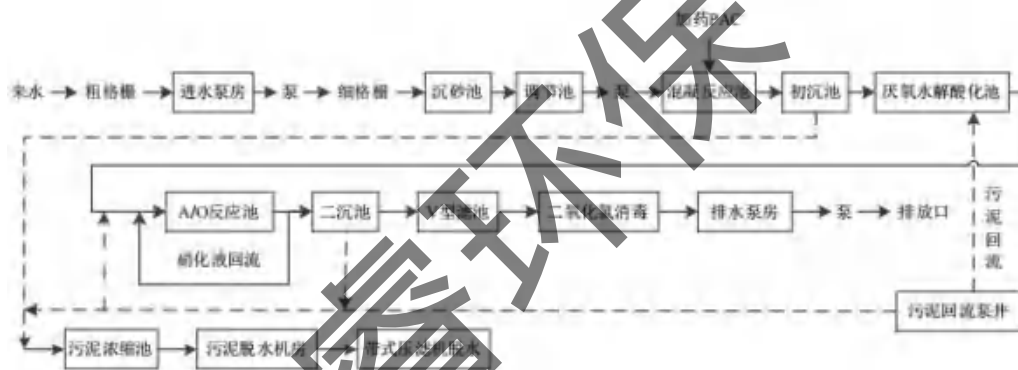 加药PAC
来水 粗格栅 进水泵房 泵 细格栅 沉砂池 调节池 泵 混凝反应池 初沉池 厌氧水解酸化池
A/O反应池 二沉池 V型滤池 二氧化氯消毒 排水泵房 泵 排放口
硝化液回流
污泥回流
污泥回流泵井
污泥浓缩池 污泥脱水机房 带式压滤机脱水
睿环保